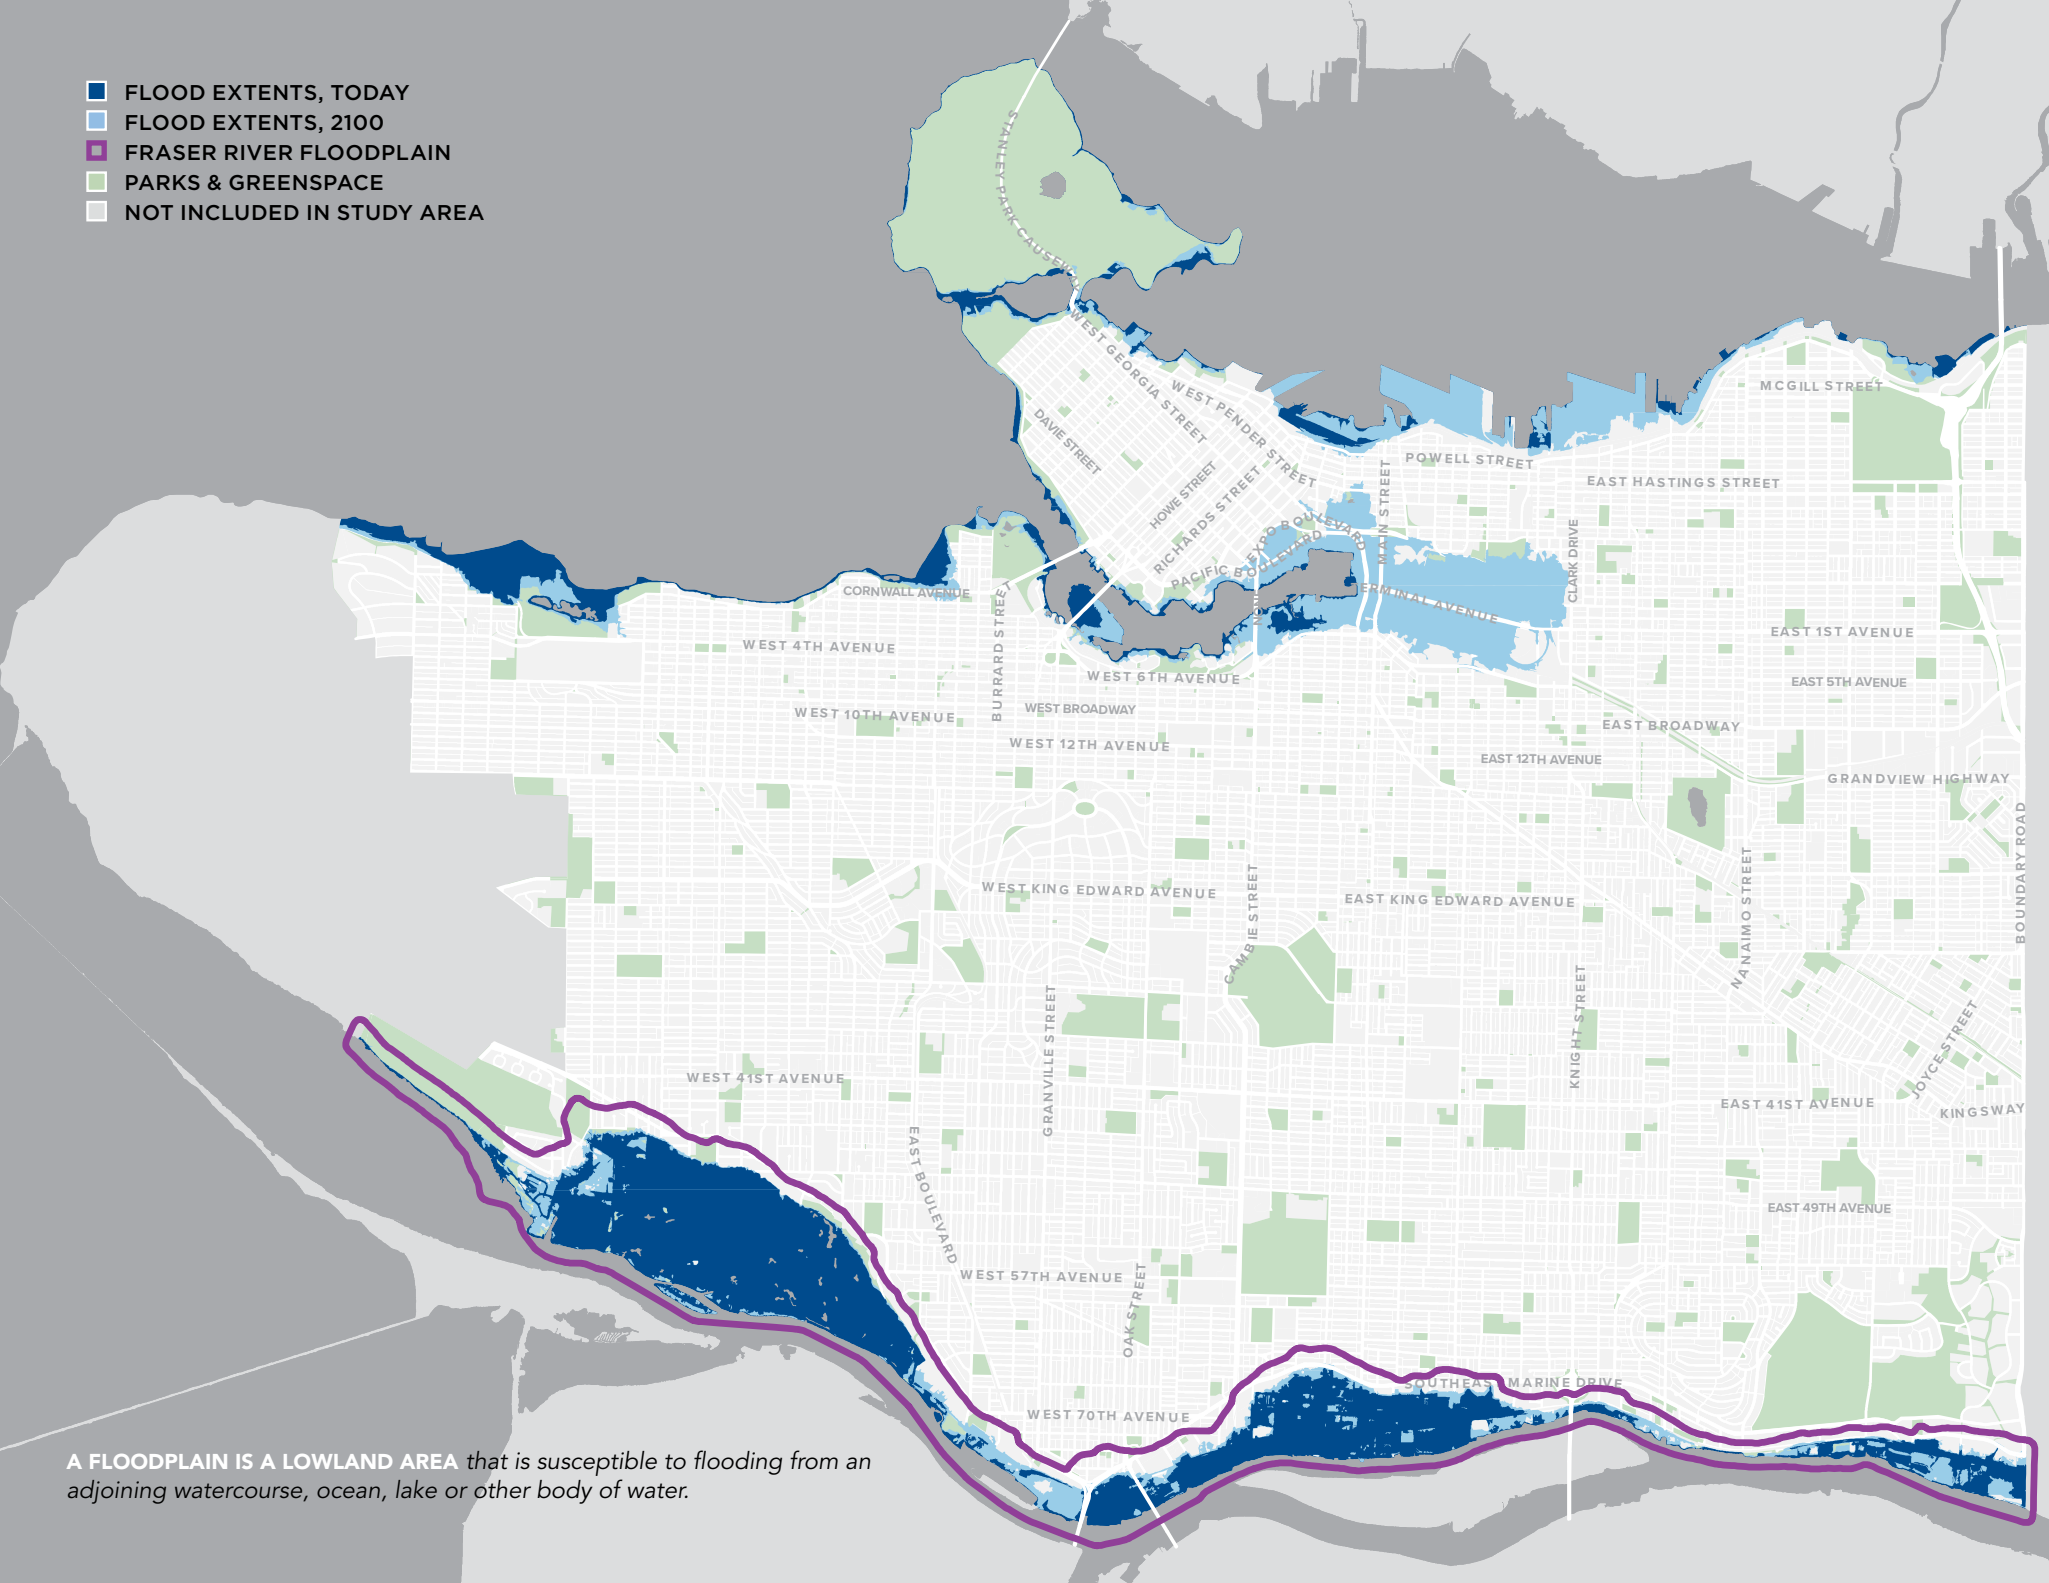 FLOOD EXTENTS, TODAY
FLOOD EXTENTS, 2100
FRASER RIVER FLOODPLAIN
PARKS & GREENSPACE
NOT INCLUDED IN STUDY AREA
STANLEY PARK CAUSEWAY
WEST GEORGIA STREET
WEST PENDER STREET
DAVIE STREET
HOWE STREET
RICHARDS STREET
EXPO BOULEVARD
PACIFIC BOULEVARD
MAIN STREET
MCGILL STREET
POWELL STREET
EAST HASTINGS STREET
CLARK DRIVE
TERMINAL AVENUE
CORNWALL AVENUE
BURRARD STREET
WEST 4TH AVENUE
EAST 1ST AVENUE
WEST 6TH AVENUE
EAST 5TH AVENUE
WEST BROADWAY
WEST 10TH AVENUE
EAST BROADWAY
WEST 12TH AVENUE
EAST 12TH AVENUE
GRANDVIEW HIGHWAY
BOUNDARY ROAD
NANAIMO STREET
WEST KING EDWARD AVENUE
EAST KING EDWARD AVENUE
CAMBIE STREET
KNIGHT STREET
GRANVILLE STREET
JOYCE STREET
WEST 41ST AVENUE
EAST 41ST AVENUE
KINGSWAY
EAST BOULEVARD
EAST 49TH AVENUE
WEST 57TH AVENUE
OAK STREET
SOUTHEAST MARINE DRIVE
WEST 70TH AVENUE
A FLOODPLAIN IS A LOWLAND AREA that is susceptible to flooding from an
adjoining watercourse, ocean, lake or other body of water.